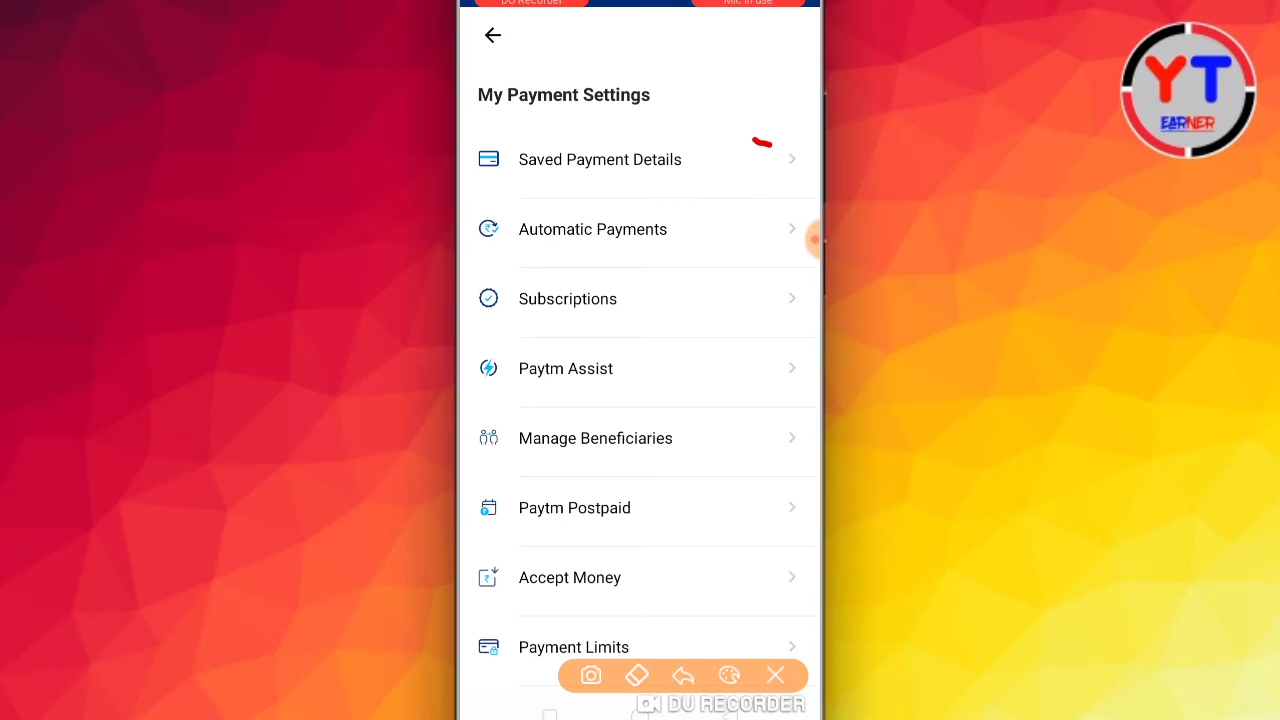 DU Recorder
Mic in use
My Payment Settings
YT
EARNER
Saved Payment Details
Automatic Payments
Subscriptions
Paytm Assist
Manage Beneficiaries
Paytm Postpaid
Accept Money
Payment Limits
DU RECORDER